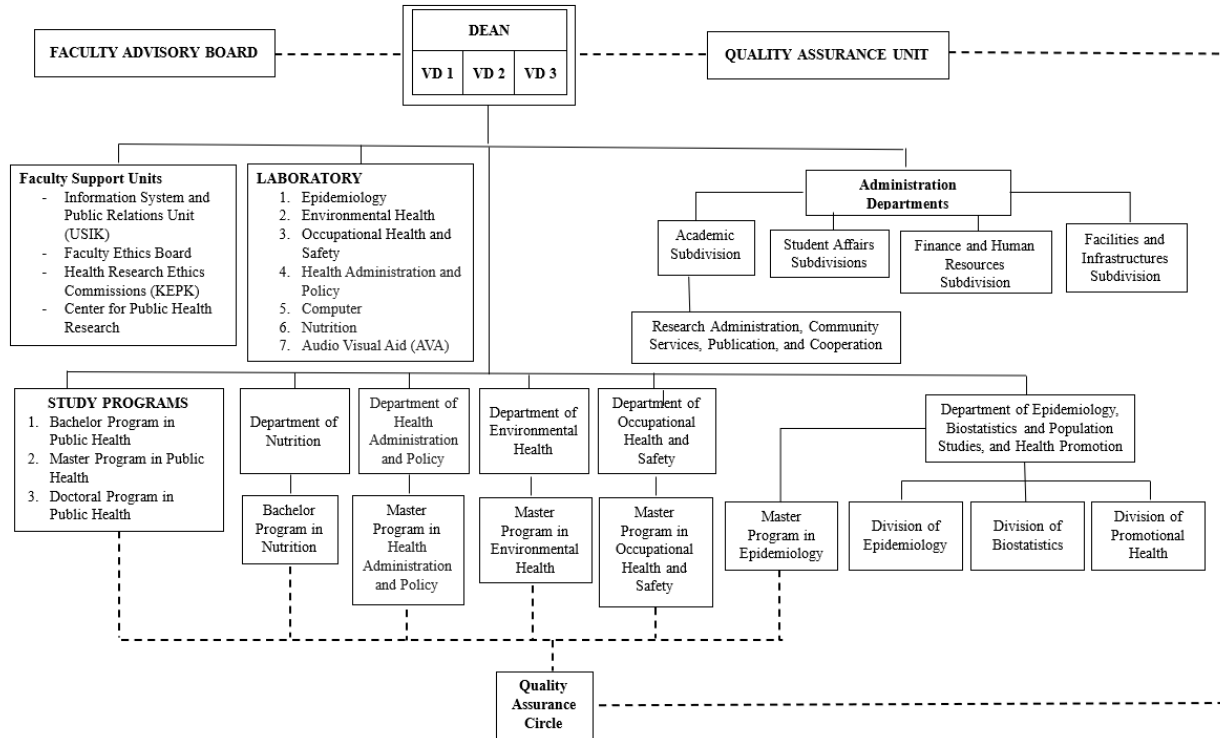 FACULTY ADVISORY BOARD
DEAN
VD 1
VD 2
VD 3
QUALITY ASSURANCE UNIT
Faculty Support Units
- Information System and
Public Relations Unit
(USIK)
- Faculty Ethics Board
- Health Research Ethics
Commissions (KEPK)
- Center for Public Health
Research
LABORATORY
1. Epidemiology
2. Environmental Health
3. Occupational Health and
Safety
4. Health Administration and
Policy
5. Computer
6. Nutrition
7. Audio Visual Aid (AVA)
Administration
Departments
Academic
Subdivision
Student Affairs
Subdivisions
Finance and Human
Resources
Subdivision
Facilities and
Infrastructures
Subdivision
Research Administration, Community
Services, Publication, and Cooperation
STUDY PROGRAMS
1. Bachelor Program in
Public Health
2. Master Program in Public
Health
3. Doctoral Program in
Public Health
Department of
Nutrition
Department of
Health
Administration
and Policy
Department of
Environmental
Health
Department of
Occupational
Health and
Safety
Department of Epidemiology,
Biostatistics and Population
Studies, and Health Promotion
Bachelor
Program in
Nutrition
Master
Program in
Health
Administration
and Policy
Master
Program in
Environmental
Health
Master
Program in
Occupational
Health and
Safety
Master
Program in
Epidemiology
Division of
Epidemiology
Division of
Biostatistics
Division of
Promotional
Health
Quality
Assurance
Circle